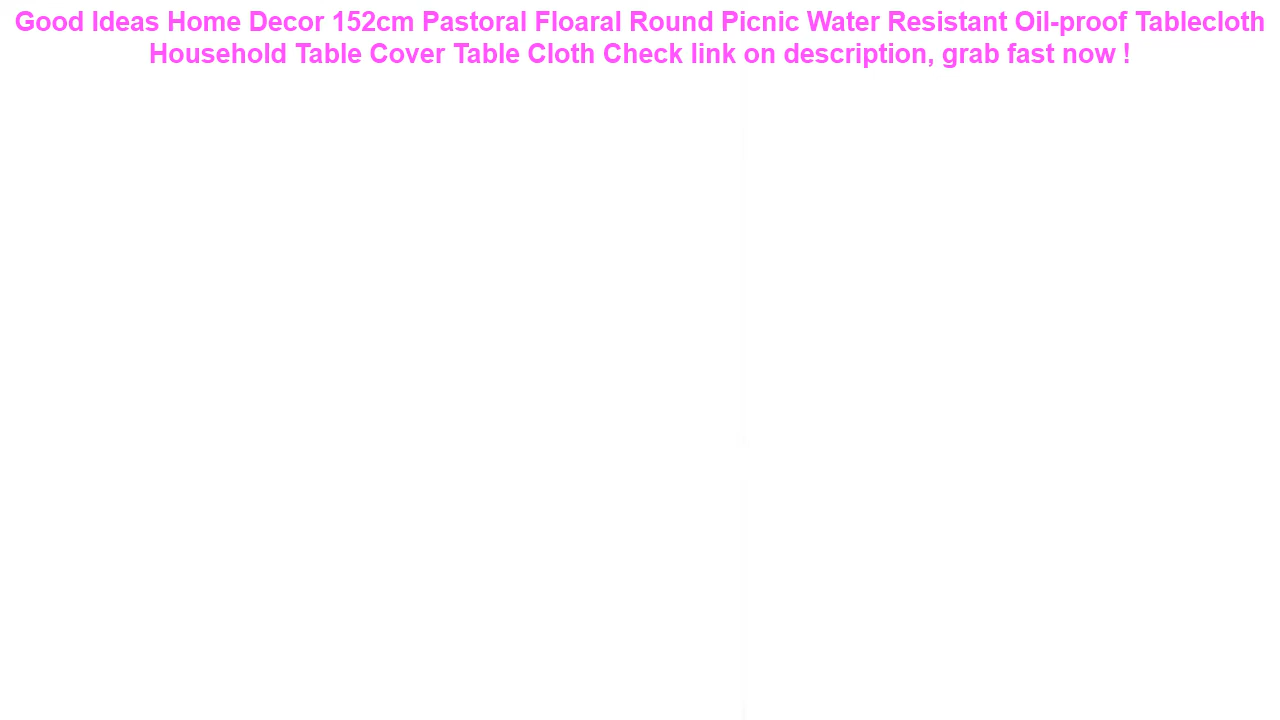 Good Ideas Home Decor 152cm Pastoral Floaral Round Picnic Water Resistant Oil-proof Tablecloth
Household Table Cover Table Cloth Check link on description, grab fast now !